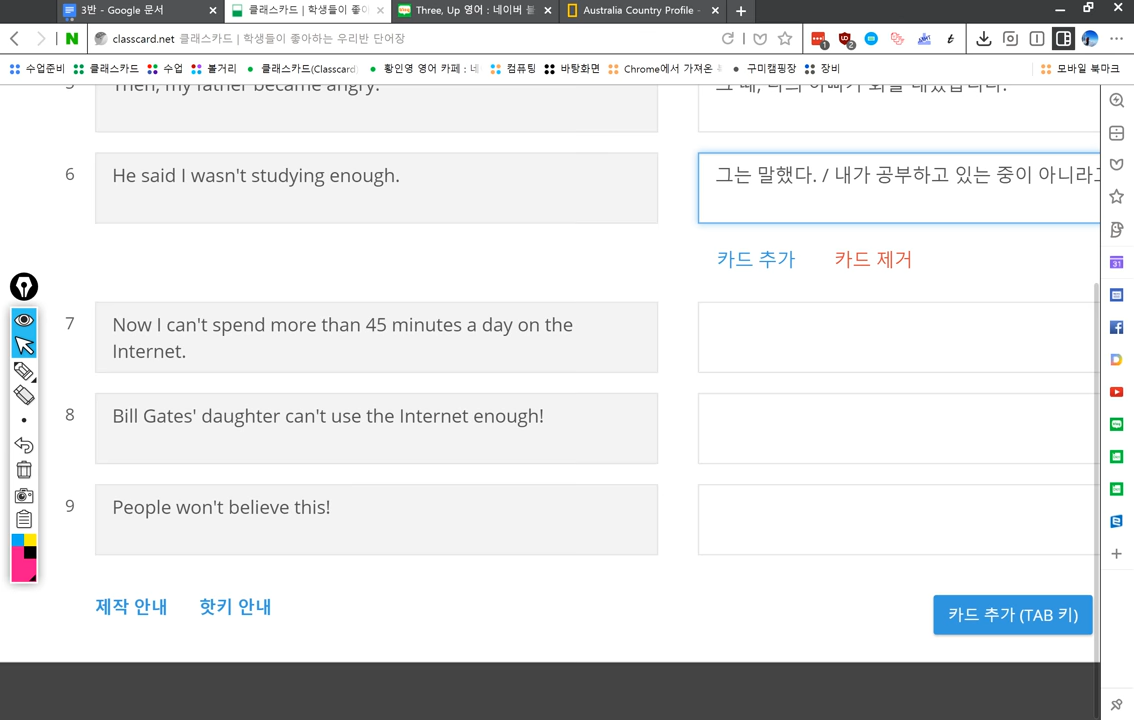 3반 - Google 문서
클래스카드 | 학생들이 좋아
Three, Up 영어 : 네이버 블
Australia Country Profile -
N classcard.net 클래스카드 | 학생들이 좋아하는 우리반 단어장
수업준비 클래스카드 수업 볼거리 클래스카드(Classcard) 황인영 영어 카페 : 네 컴퓨팅 바탕화면 Chrome에서 가져온 구미캠핑장 장비 모바일 북마크
5 Then, my father became angry.
6 He said I wasn't studying enough. 그는 말했다. / 내가 공부하고 있는 중이 아니라고
카드 추가 카드 제거
7 Now I can't spend more than 45 minutes a day on the
Internet.
8 Bill Gates' daughter can't use the Internet enough!
9 People won't believe this!
제작 안내 핫키 안내
카드 추가 (TAB 키)
31